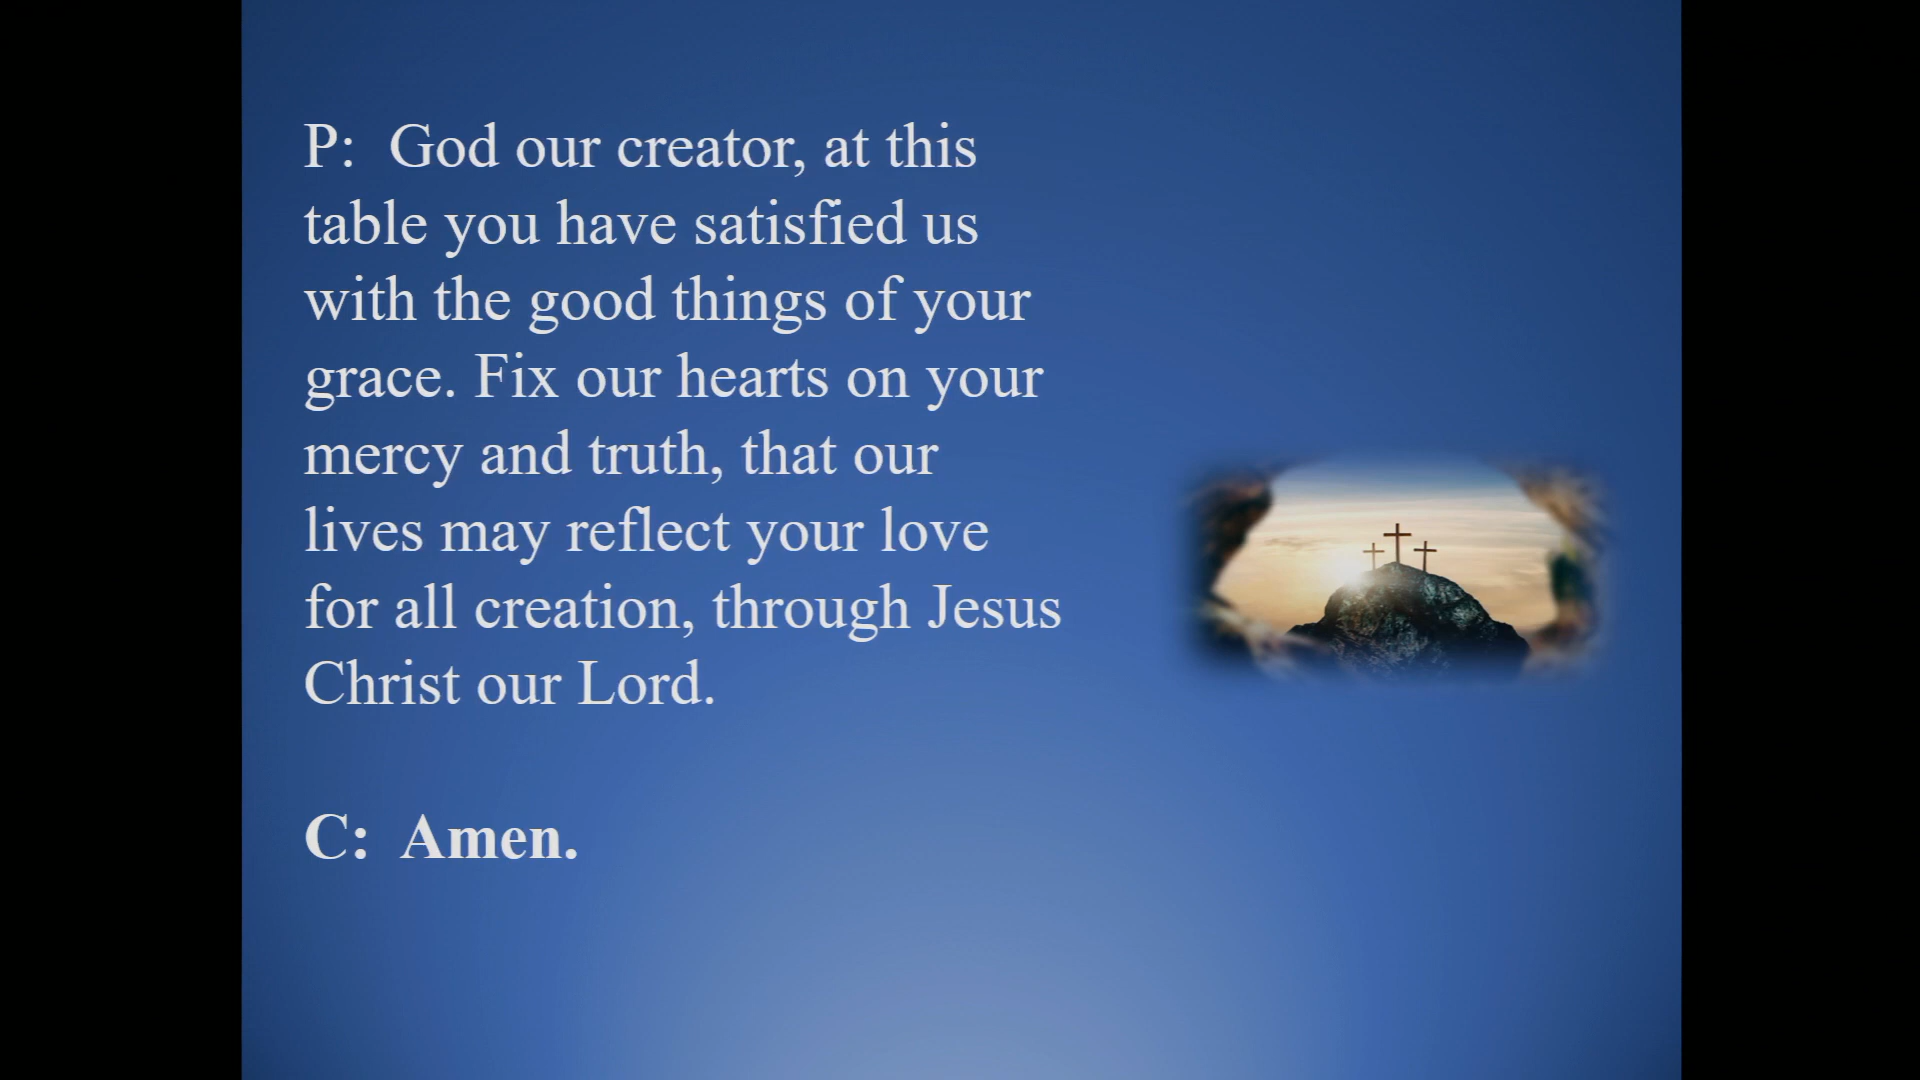 P:  God our creator, at this
table you have satisfied us
with the good things of your
grace. Fix our hearts on your
mercy and truth, that our
lives may reflect your love
for all creation, through Jesus
Christ our Lord.
C:  Amen.